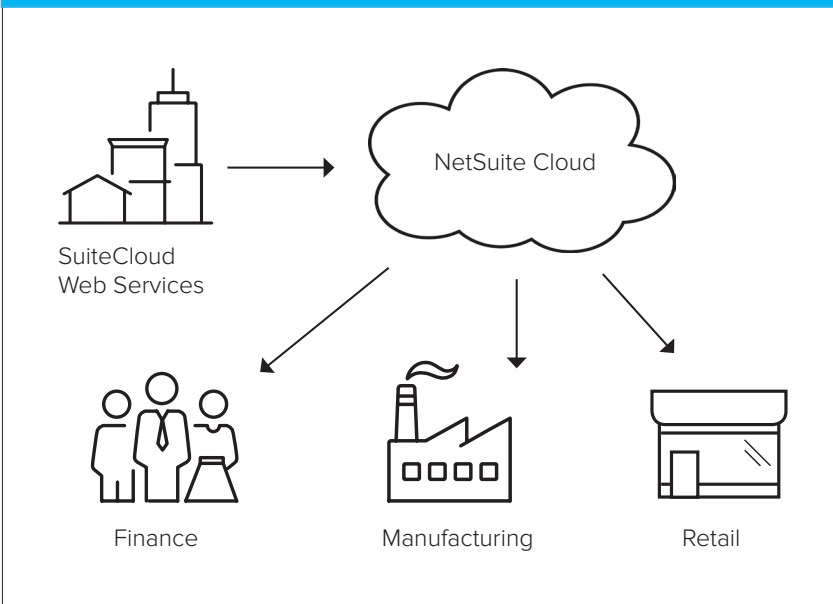 NetSuite Cloud
SuiteCloud
Web Services
Finance
Manufacturing
Retail